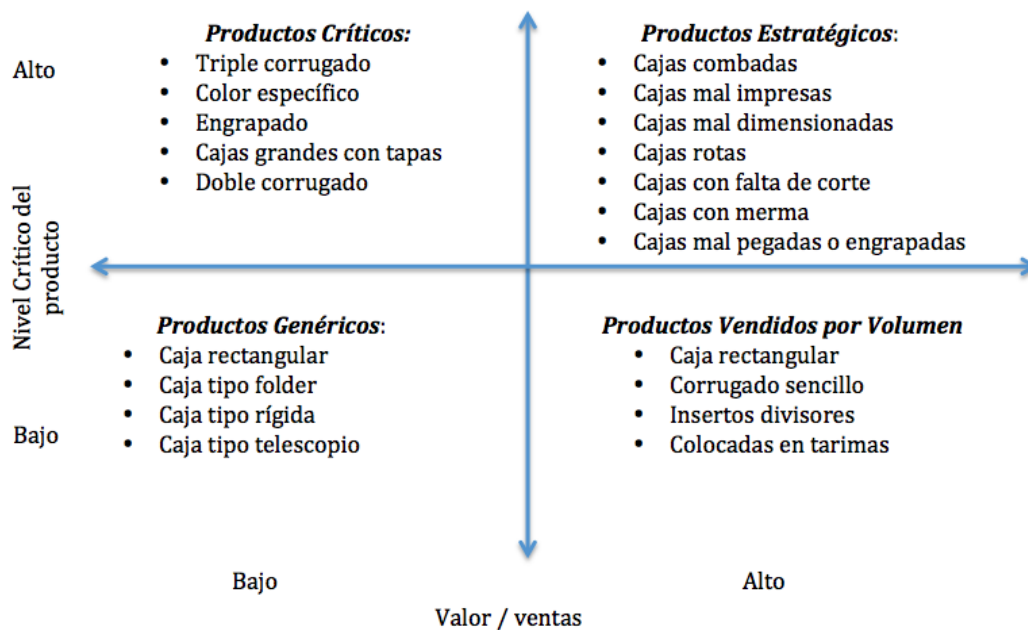 Productos Críticos:
• Triple corrugado
• Color específico
• Engrapado
• Cajas grandes con tapas
• Doble corrugado
Productos Estratégicos:
• Cajas combadas
• Cajas mal impresas
• Cajas mal dimensionadas
• Cajas rotas
• Cajas con falta de corte
• Cajas con merma
• Cajas mal pegadas o engrapadas
Alto
Nivel Crítico del
producto
Bajo
Productos Genéricos:
• Caja rectangular
• Caja tipo folder
• Caja tipo rígida
• Caja tipo telescopio
Productos Vendidos por Volumen
• Caja rectangular
• Corrugado sencillo
• Insertos divisores
• Colocadas en tarimas
Bajo
Alto
Valor / ventas